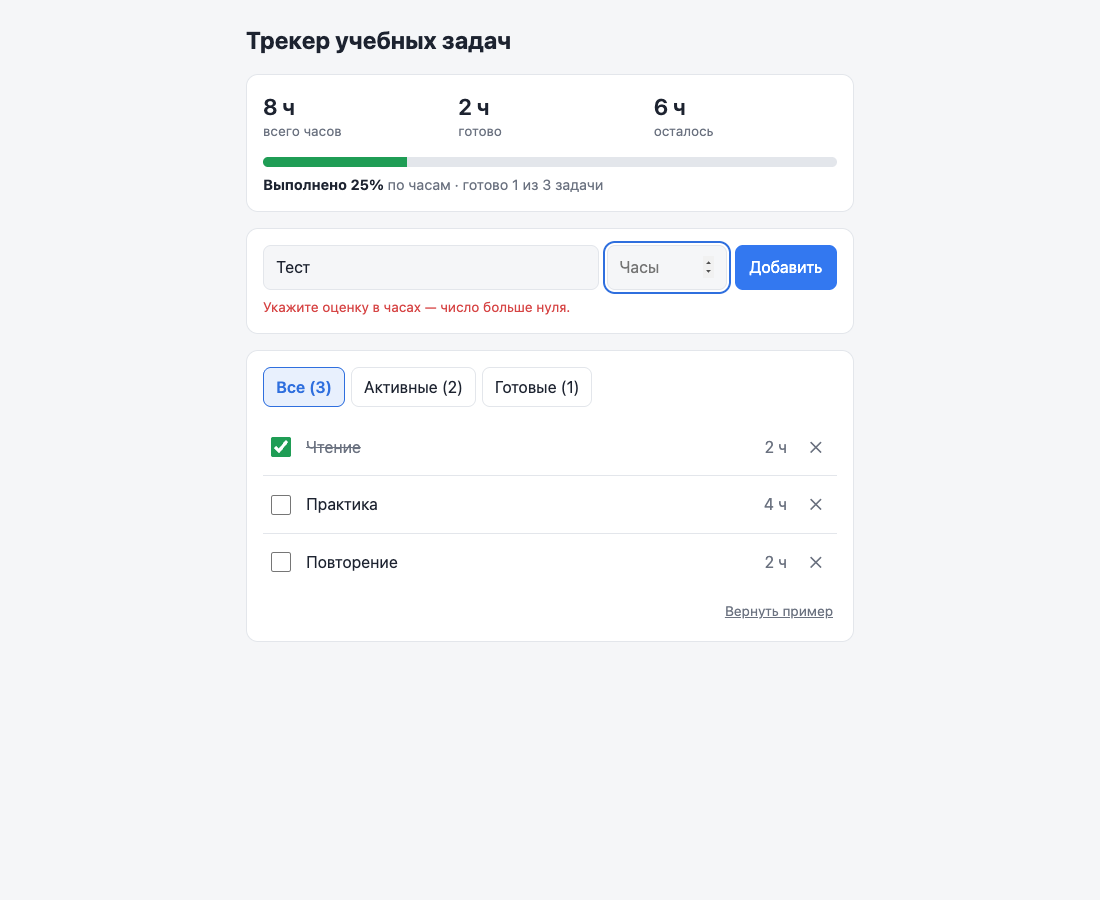 Трекер учебных задач
8 ч 2 ч 6 ч
всего часов готово осталось
Выполнено 25% по часам · готово 1 из 3 задачи
Тест Часы Добавить
Укажите оценку в часах — число больше нуля.
Все (3) Активные (2) Готовые (1)
Чтение 2 ч
Практика 4 ч
Повторение 2 ч
Вернуть пример